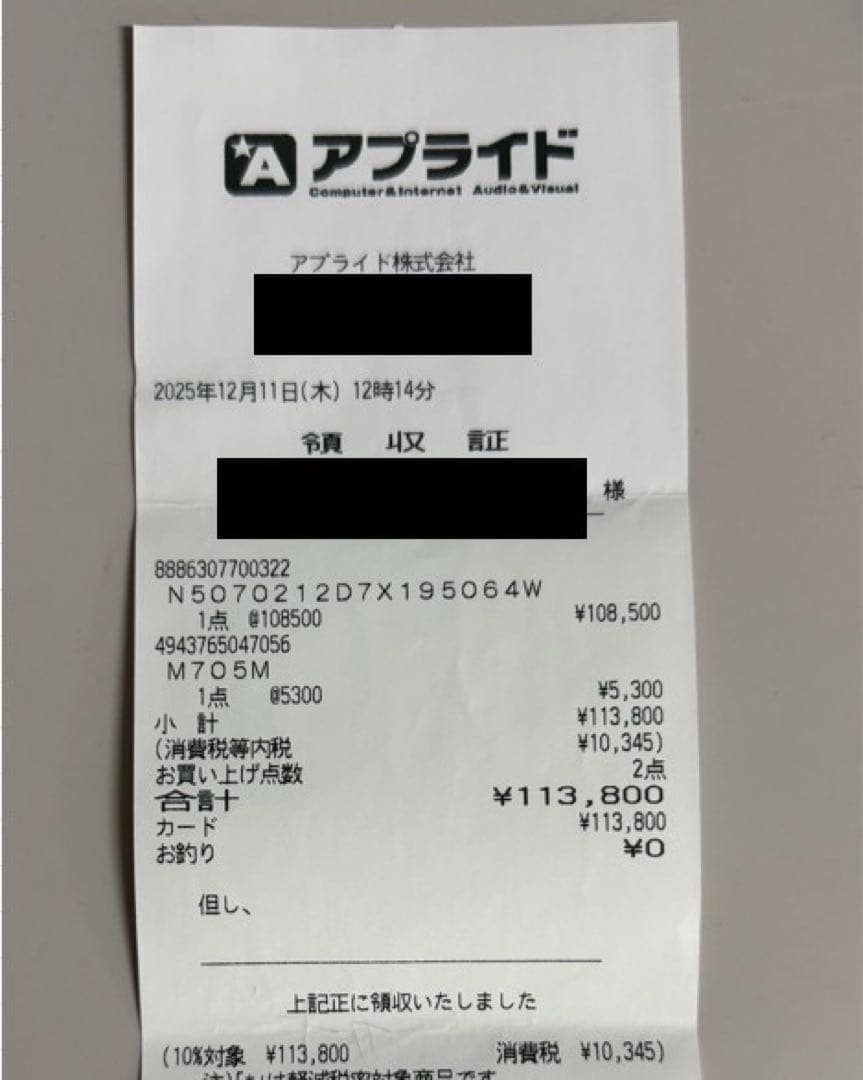 A アプライド
Computer&Internet Audio&Visual
アプライド株式会社
2025年12月11日(木) 12時14分
領 収 証
様
8886307700322
N5070212D7X195064W
1点 @108500 ¥108,500
4943765047056
M705M
1点 @5300 ¥5,300
小 計 ¥113,800
(消費税等内税 ¥10,345)
お買い上げ点数 2点
合計 ¥113,800
カード ¥113,800
お釣り ¥0
但し、
上記正に領収いたしました
(10%対象 ¥113,800 消費税 ¥10,345)